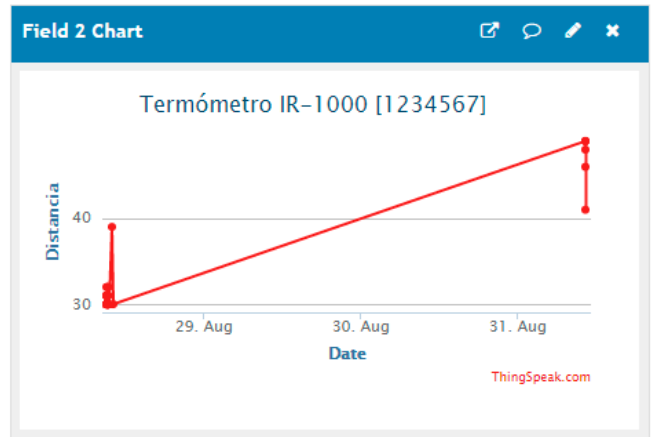 Field 2 Chart
Termómetro IR-1000 [1234567]
Distancia
40
30
29. Aug 30. Aug 31. Aug
Date
ThingSpeak.com